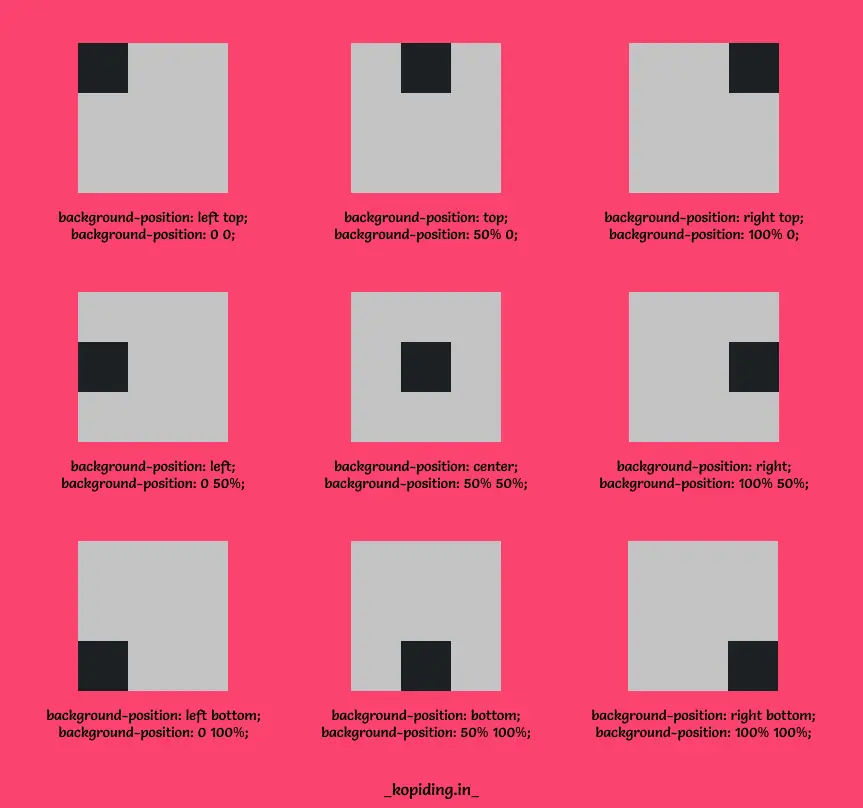 background-position: left top;
background-position: 0 0;
background-position: top;
background-position: 50% 0;
background-position: right top;
background-position: 100% 0;
background-position: left;
background-position: 0 50%;
background-position: center;
background-position: 50% 50%;
background-position: right;
background-position: 100% 50%;
background-position: left bottom;
background-position: 0 100%;
background-position: bottom;
background-position: 50% 100%;
background-position: right bottom;
background-position: 100% 100%;
_kopiding.in_